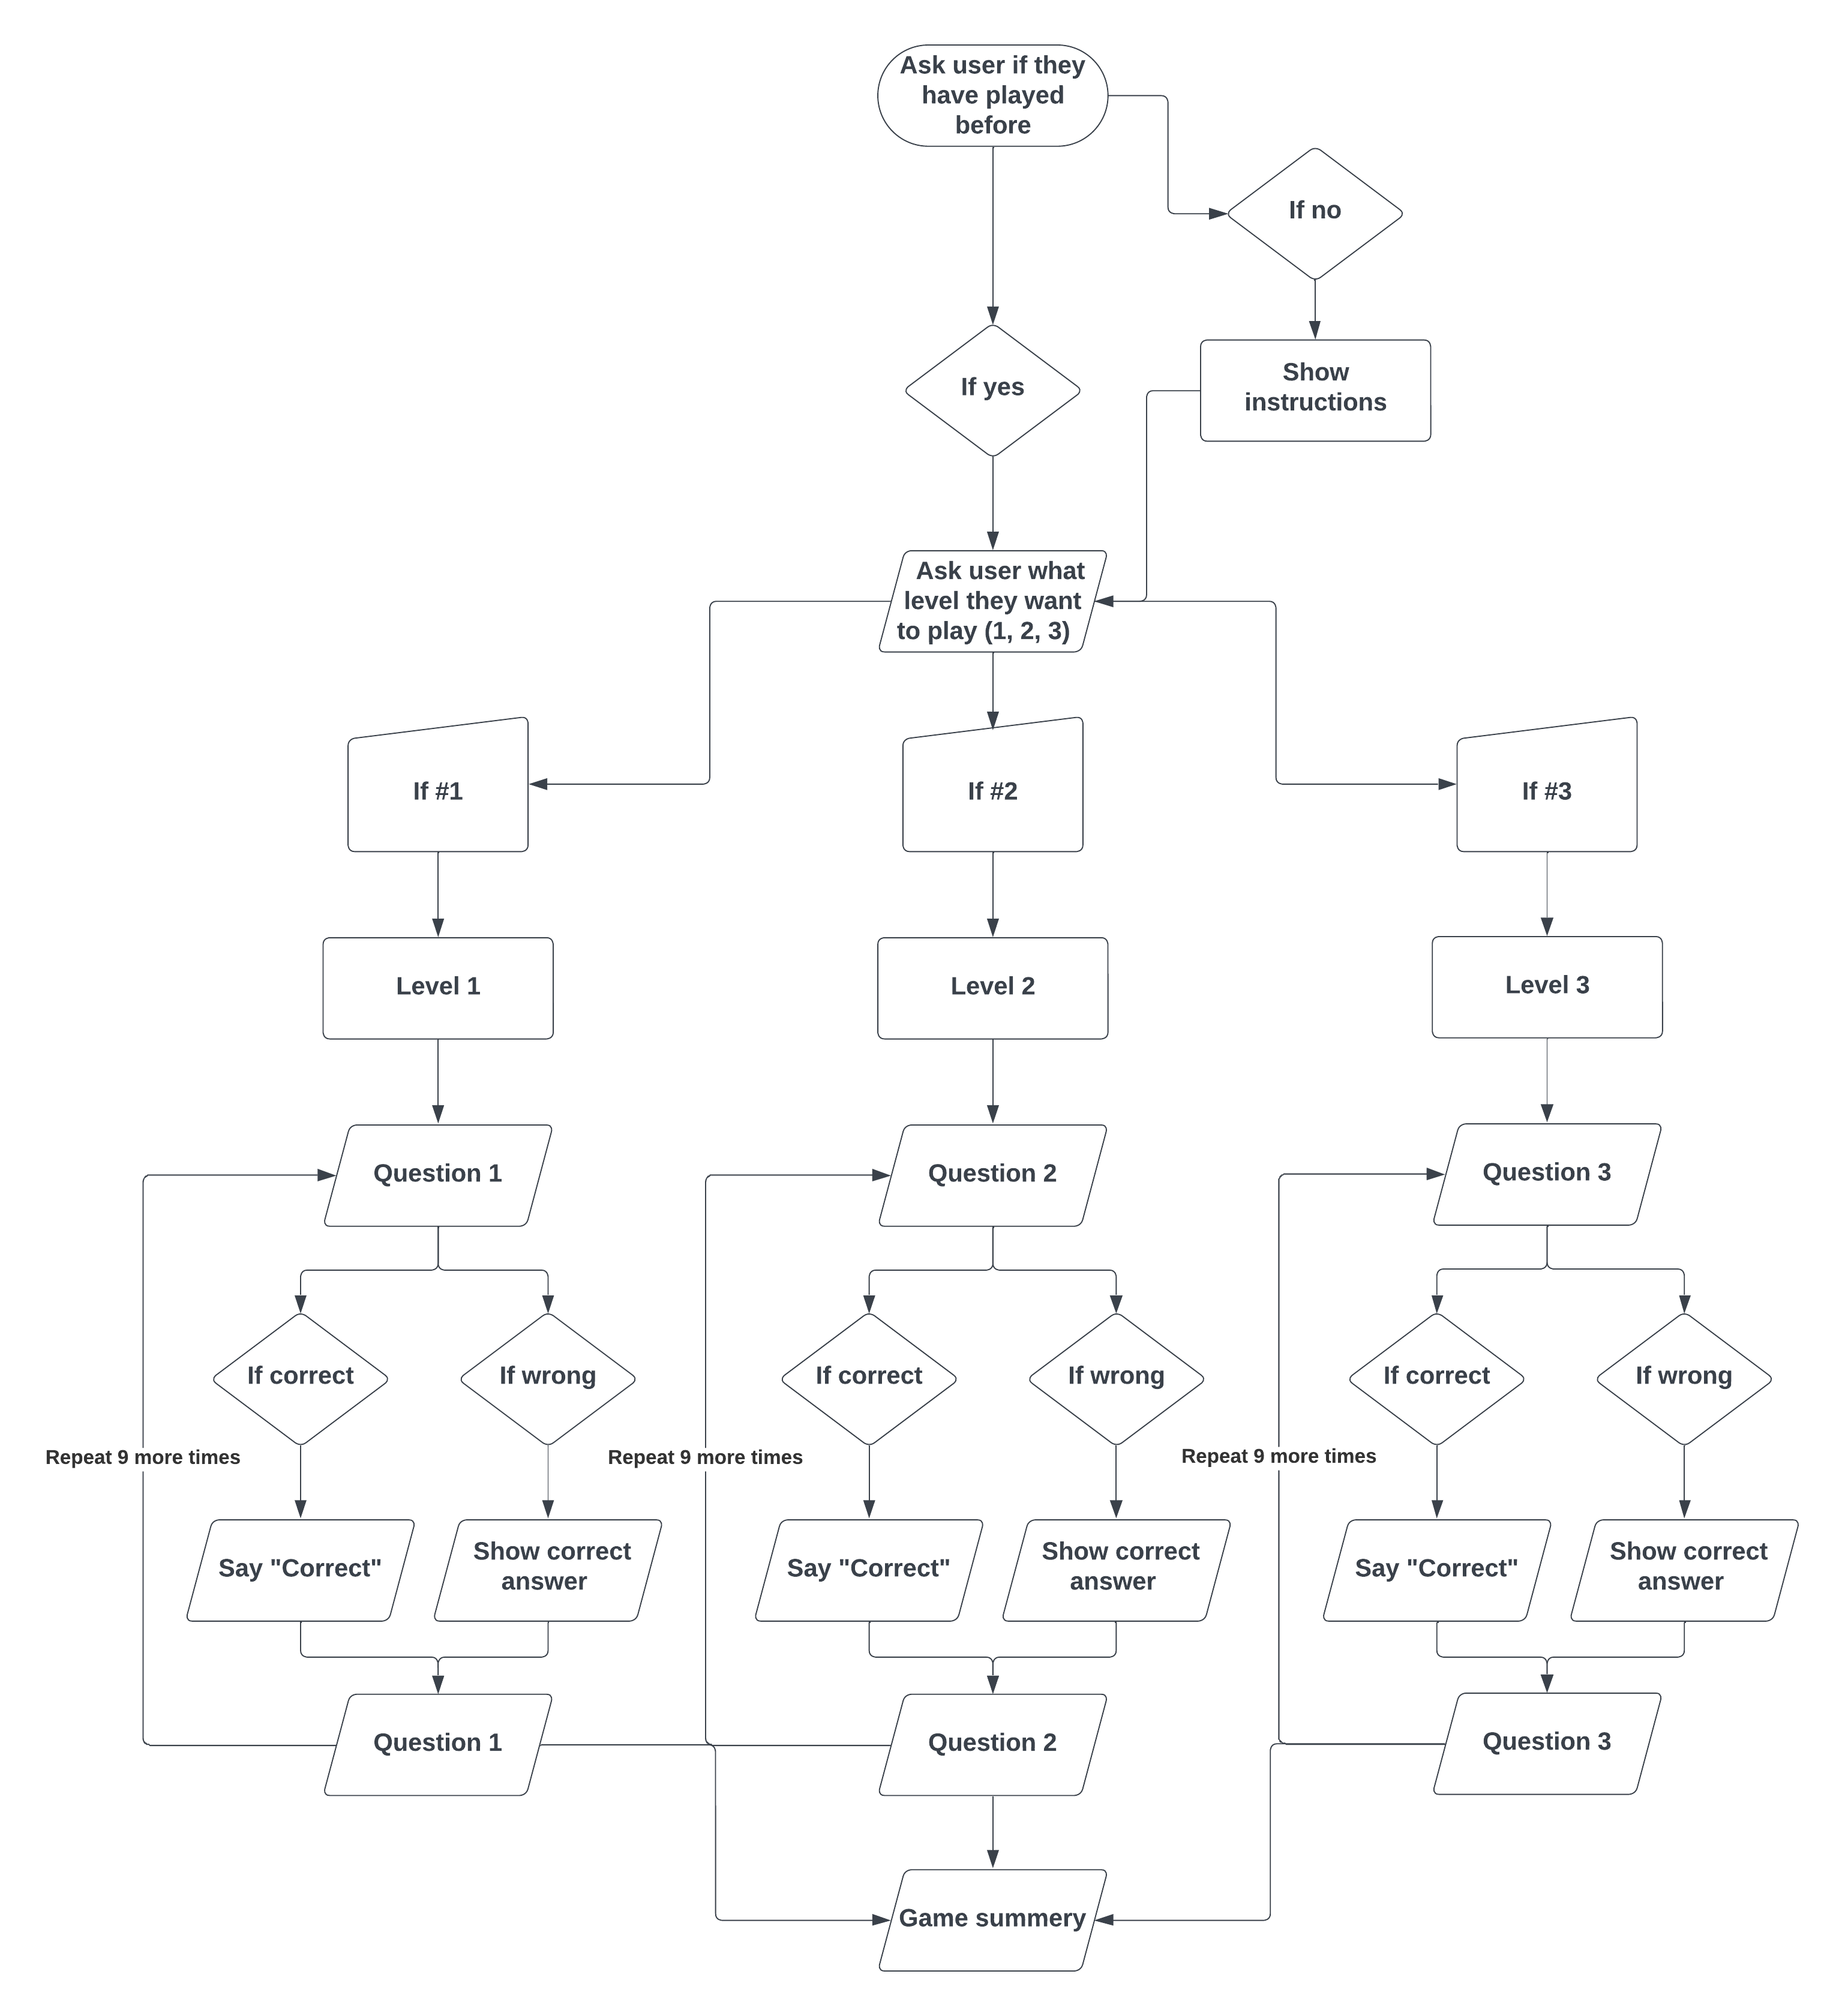 Ask user if they
have played
before
If no
If yes
Show
instructions
Ask user what
level they want
to play (1, 2, 3)
If #1
If #2
If #3
Level 1
Level 2
Level 3
Question 1
Question 2
Question 3
If correct
If wrong
If correct
If wrong
If correct
If wrong
Repeat 9 more times
Repeat 9 more times
Repeat 9 more times
Say "Correct"
Show correct
answer
Say "Correct"
Show correct
answer
Say "Correct"
Show correct
answer
Question 1
Question 2
Question 3
Game summery